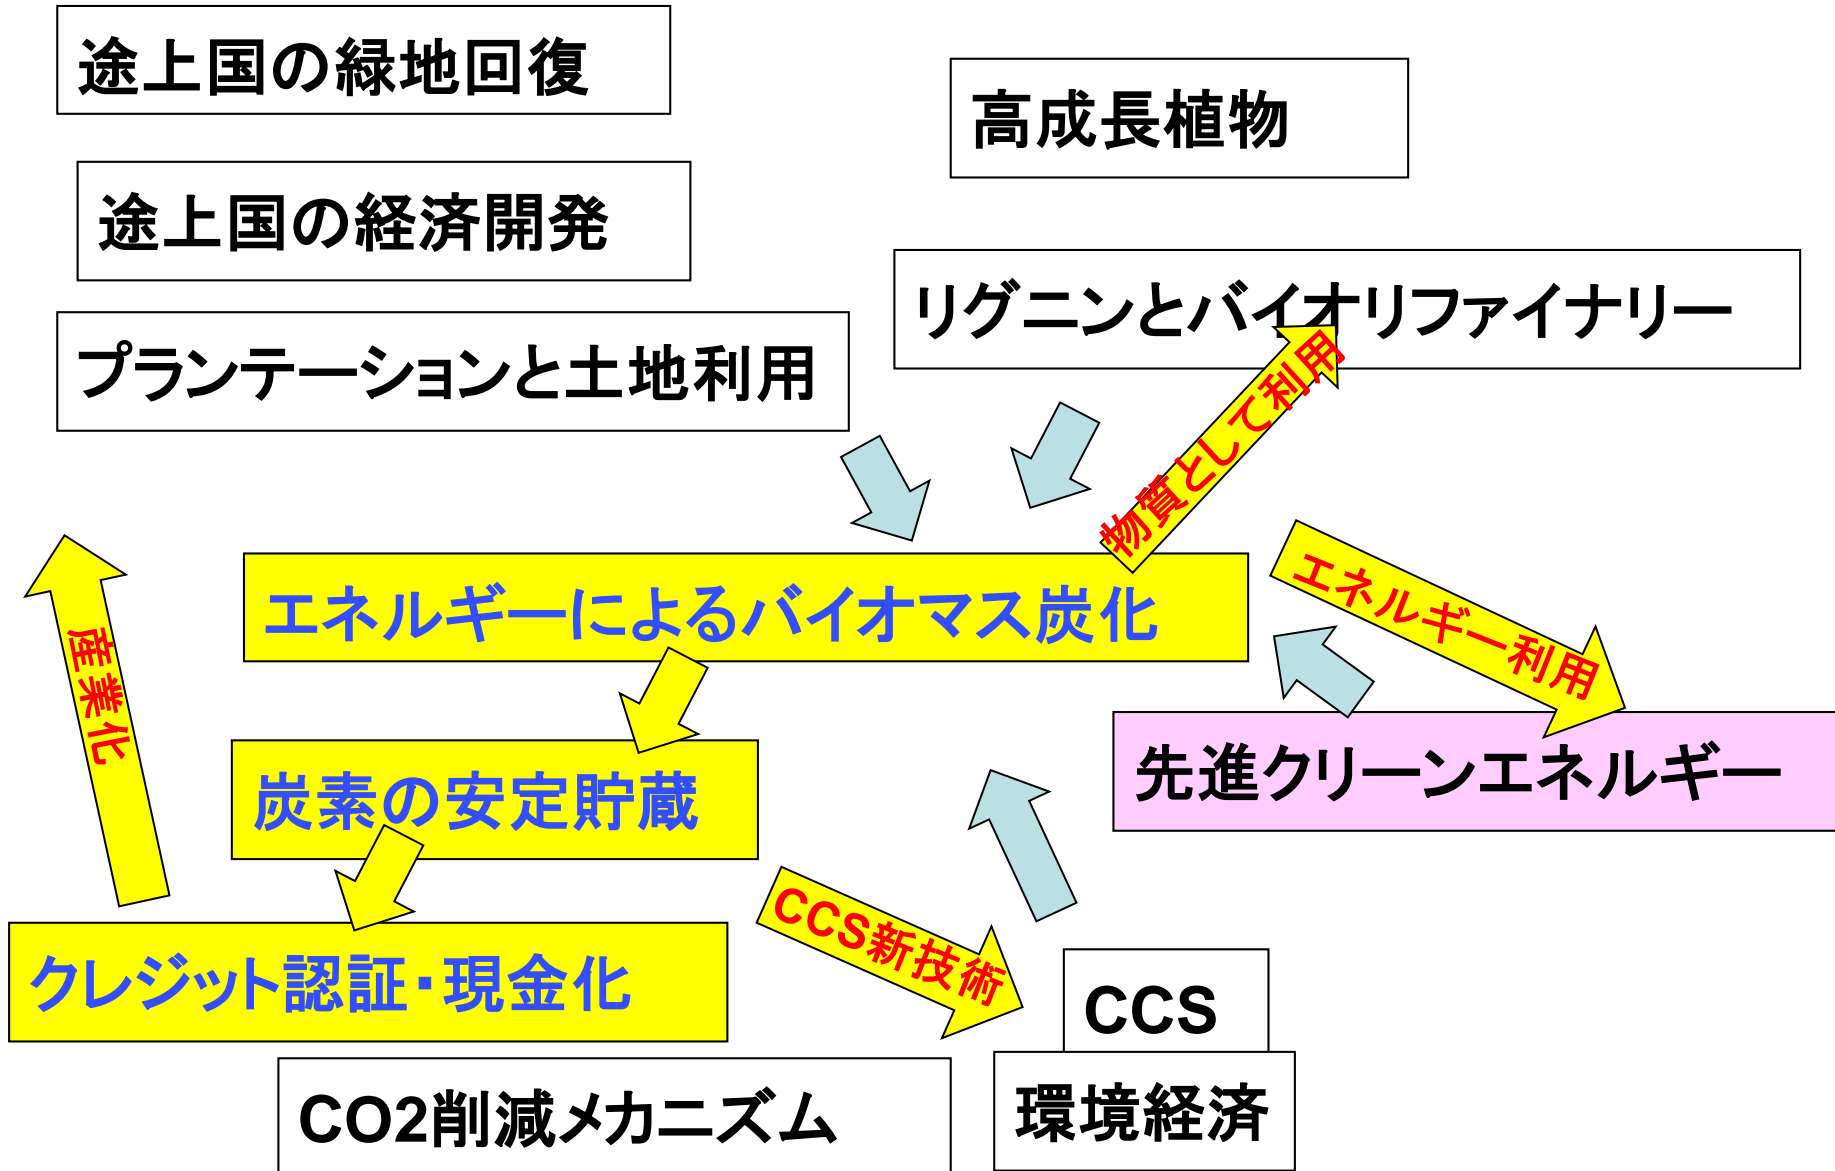 途上国の緑地回復
高成長植物
途上国の経済開発
リグニンとバイオリファイナリー
プランテーションと土地利用
物質として利用
エネルギーによるバイオマス炭化
エネルギー利用
産業化
炭素の安定貯蔵
先進クリーンエネルギー
CCS新技術
クレジット認証・現金化
CCS
CO2削減メカニズム
環境経済